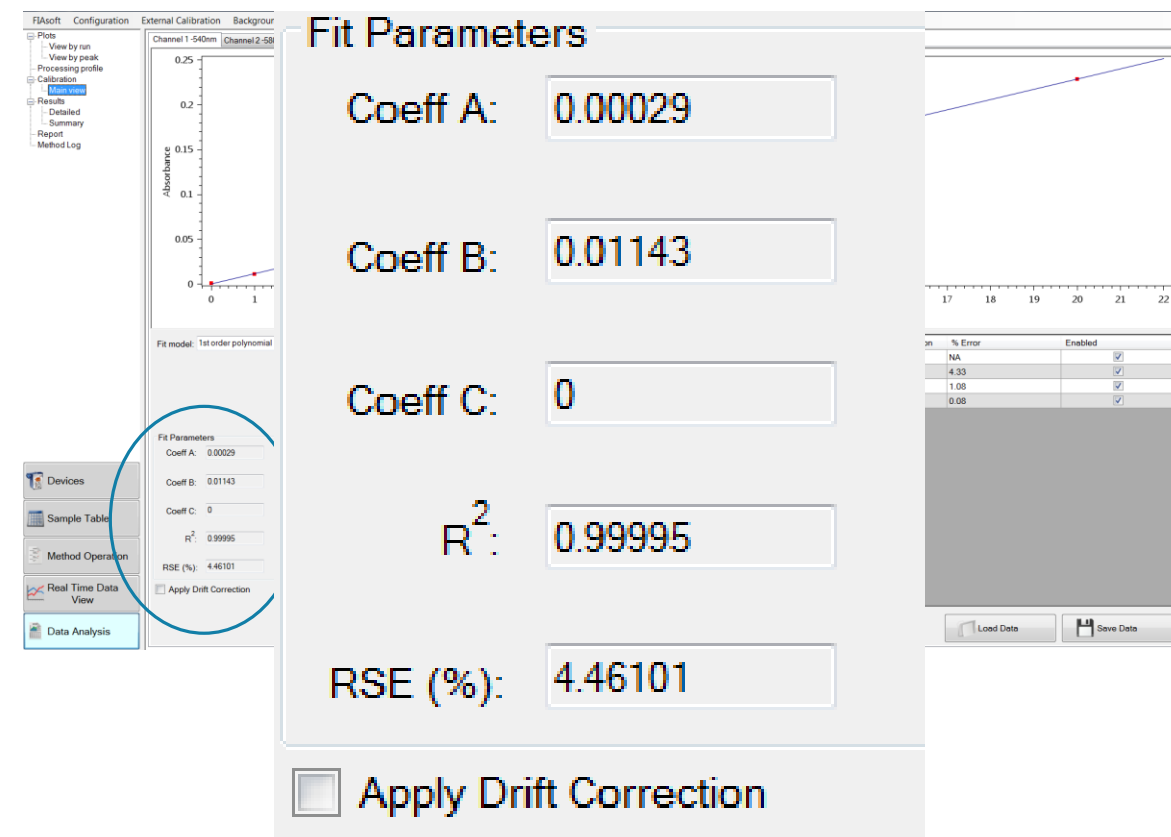 FIAsoft Configuration External Calibration Backgrour
Plots
View by run
View by peak
Processing profile
Calibration
Main view
Results
Detailed
Summary
Report
Method Log
Channel 1 -540nm Channel 2 -58
0.25
0.2
0.15
0.1
0.05
0
Absorbance
0 1
17 18 19 20 21 22
Fit model: 1st order polynomial
% Error Enabled
NA
4.33
1.08
0.08
Fit Parameters
Coeff A: 0.00029
Coeff B: 0.01143
Coeff C: 0
R2: 0.99995
RSE (%): 4.46101
Apply Drift Correction
Devices
Sample Table
Method Operation
Real Time Data
View
Data Analysis
Load Data Save Data
Fit Parameters
Coeff A: 0.00029
Coeff B: 0.01143
Coeff C: 0
R2: 0.99995
RSE (%): 4.46101
Apply Drift Correction